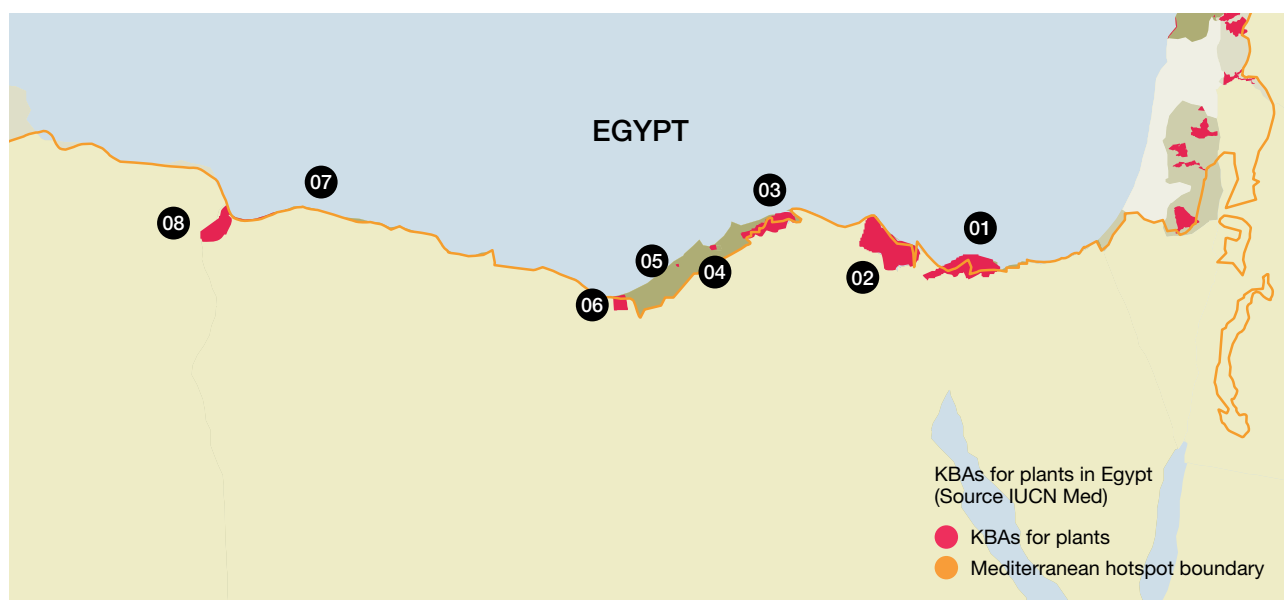 EGYPT
07
03
08
01
05
04
02
06
KBAs for plants in Egypt
(Source IUCN Med)
KBAs for plants
Mediterranean hotspot boundary